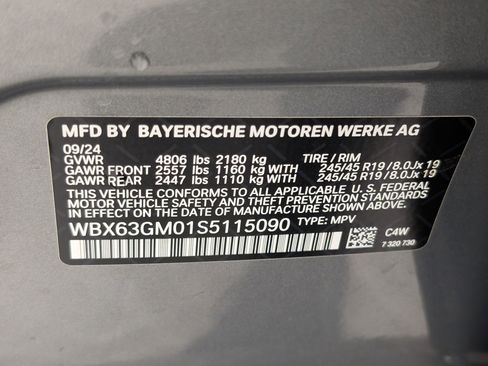 MFD BY BAYERISCHE MOTOREN WERKE AG
09/24
GVWR 4806 lbs 2180 kg TIRE / RIM
GAWR FRONT 2557 lbs 1160 kg WITH 245/45 R19 /8.0Jx 19
GAWR REAR 2447 lbs 1110 kg WITH 245/45 R19 /8.0Jx 19
THIS VEHICLE CONFORMS TO ALL APPLICABLE U. S. FEDERAL
MOTOR VEHICLE SAFETY AND THEFT PREVENTION STANDARDS
IN EFFECT ON THE DATE OF MANUFACTURE SHOWN ABOVE.
WBX63GM01S5115090 TYPE: MPV
C4W
7 320 730